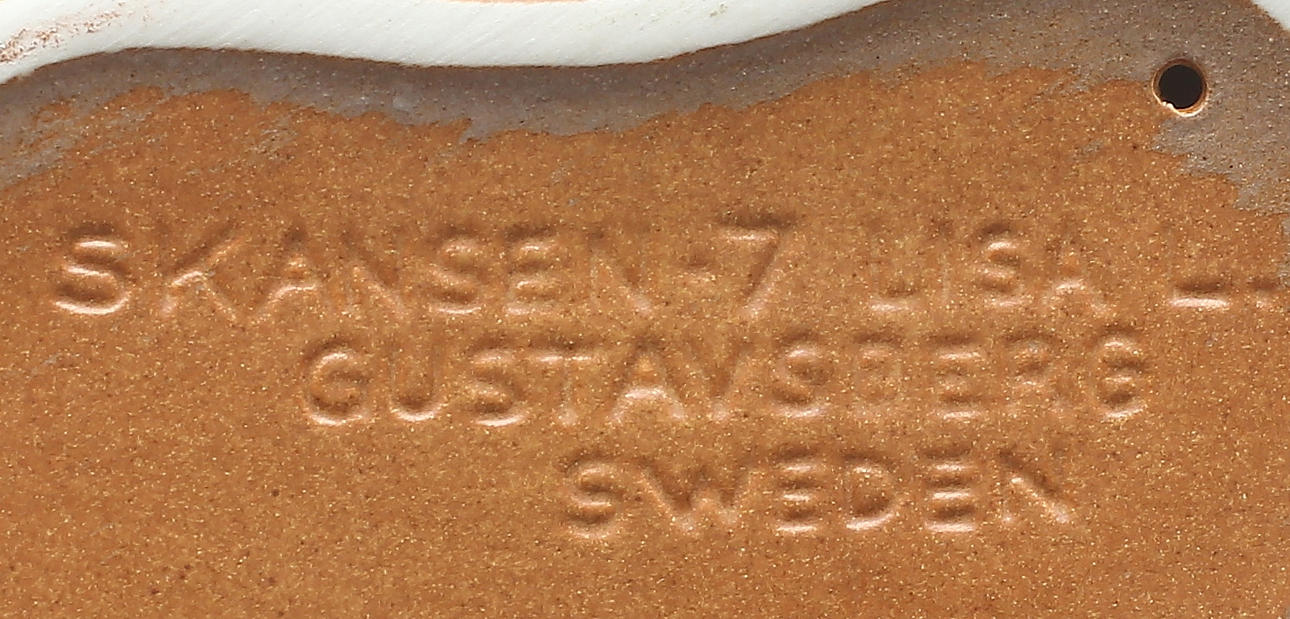 SKANSEN-7 LISA L-
GUSTAVSBERG
SWEDEN